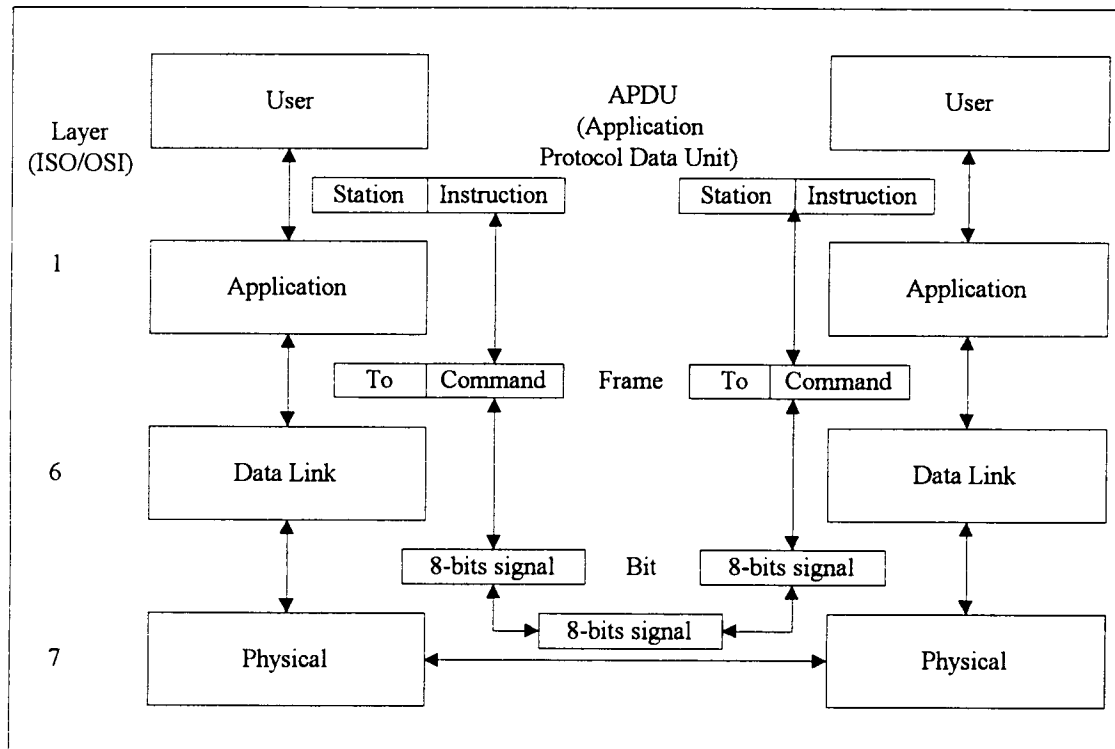 User
APDU
(Application
Protocol Data Unit)
User
Layer
(ISO/OSI)
Station Instruction
Station Instruction
1
Application
Application
To Command
Frame
To Command
6
Data Link
Data Link
8-bits signal
Bit
8-bits signal
8-bits signal
7
Physical
Physical